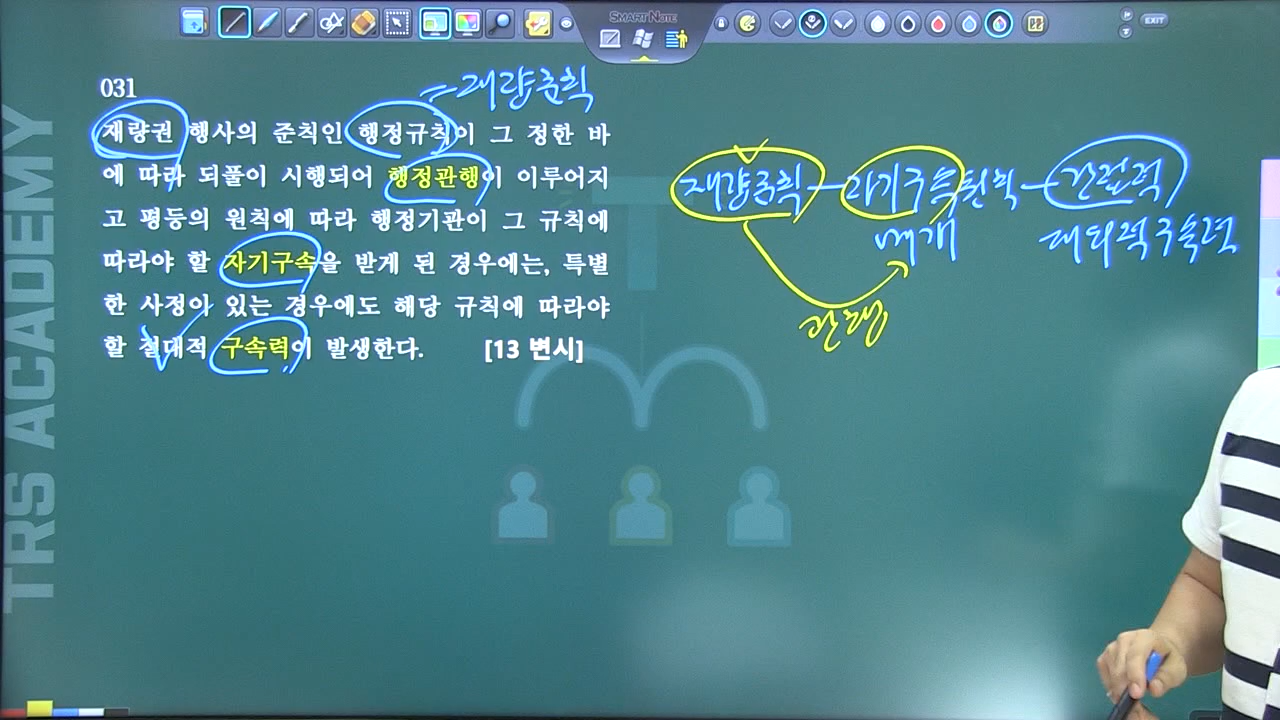 SMARTNOTE
EXIT
031
재량준칙
재량권 행사의 준칙인 행정규칙이 그 정한 바
에 따라 되풀이 시행되어 행정관행이 이루어지
고 평등의 원칙에 따라 행정기관이 그 규칙에
따라야 할 자기구속을 받게 된 경우에는, 특별
한 사정이 있는 경우에도 해당 규칙에 따라야
할 절대적 구속력이 발생한다. [13 변시]
재량준칙 - 자기구속원칙 - 간접적
매개 대외적구속력
관행
TRS ACADEMY